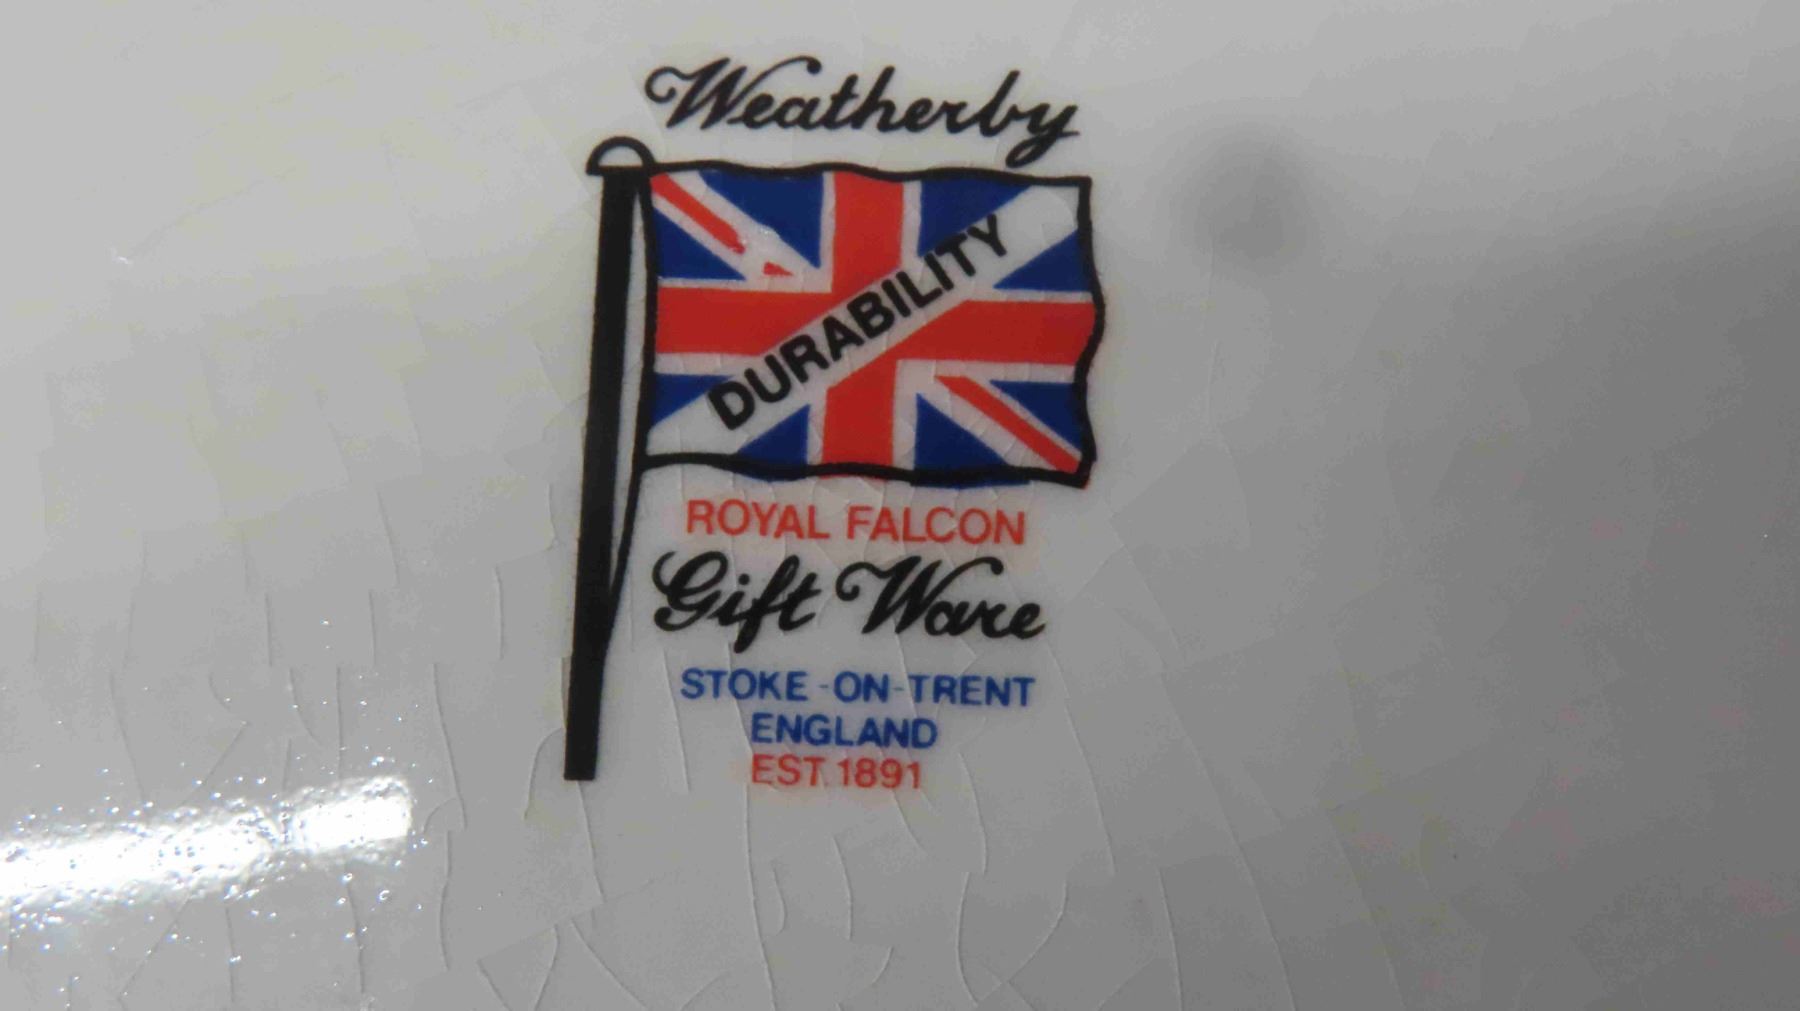 Weatherby
DURABILITY
ROYAL FALCON
Gift Ware
STOKE-ON-TRENT
ENGLAND
EST. 1891